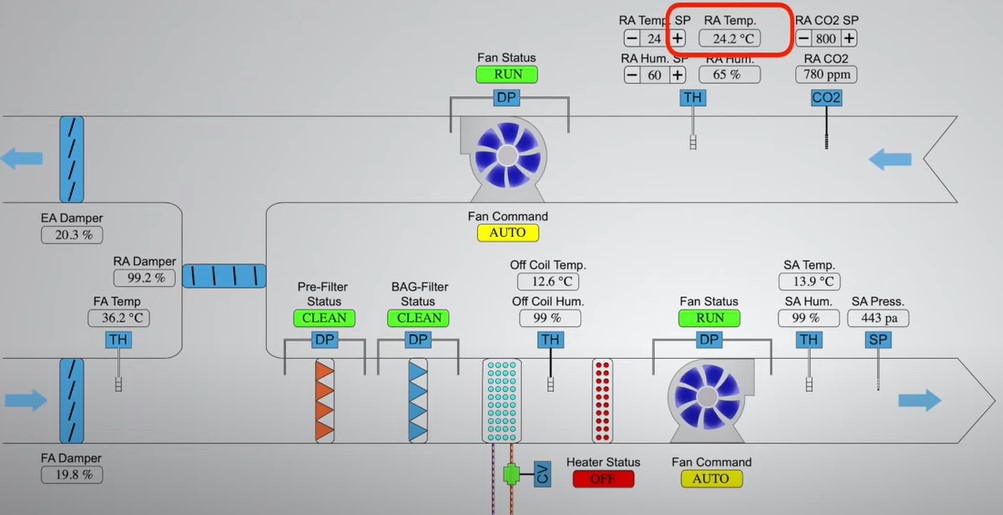 RA Temp. SP
RA Temp.
RA CO2 SP
− 24 +
24.2 °C
− 800 +
RA Hum. SP
RA Hum.
RA CO2
− 60 +
65 %
780 ppm
Fan Status
RUN
DP
TH
CO2
EA Damper
20.3 %
Fan Command
AUTO
RA Damper
99.2 %
FA Temp
36.2 °C
TH
Pre-Filter
Status
CLEAN
DP
BAG-Filter
Status
CLEAN
DP
Off Coil Temp.
12.6 °C
Off Coil Hum.
99 %
TH
Fan Status
RUN
DP
SA Temp.
13.9 °C
SA Hum.
99 %
TH
SA Press.
443 pa
SP
FA Damper
19.8 %
CV
Heater Status
OFF
Fan Command
AUTO